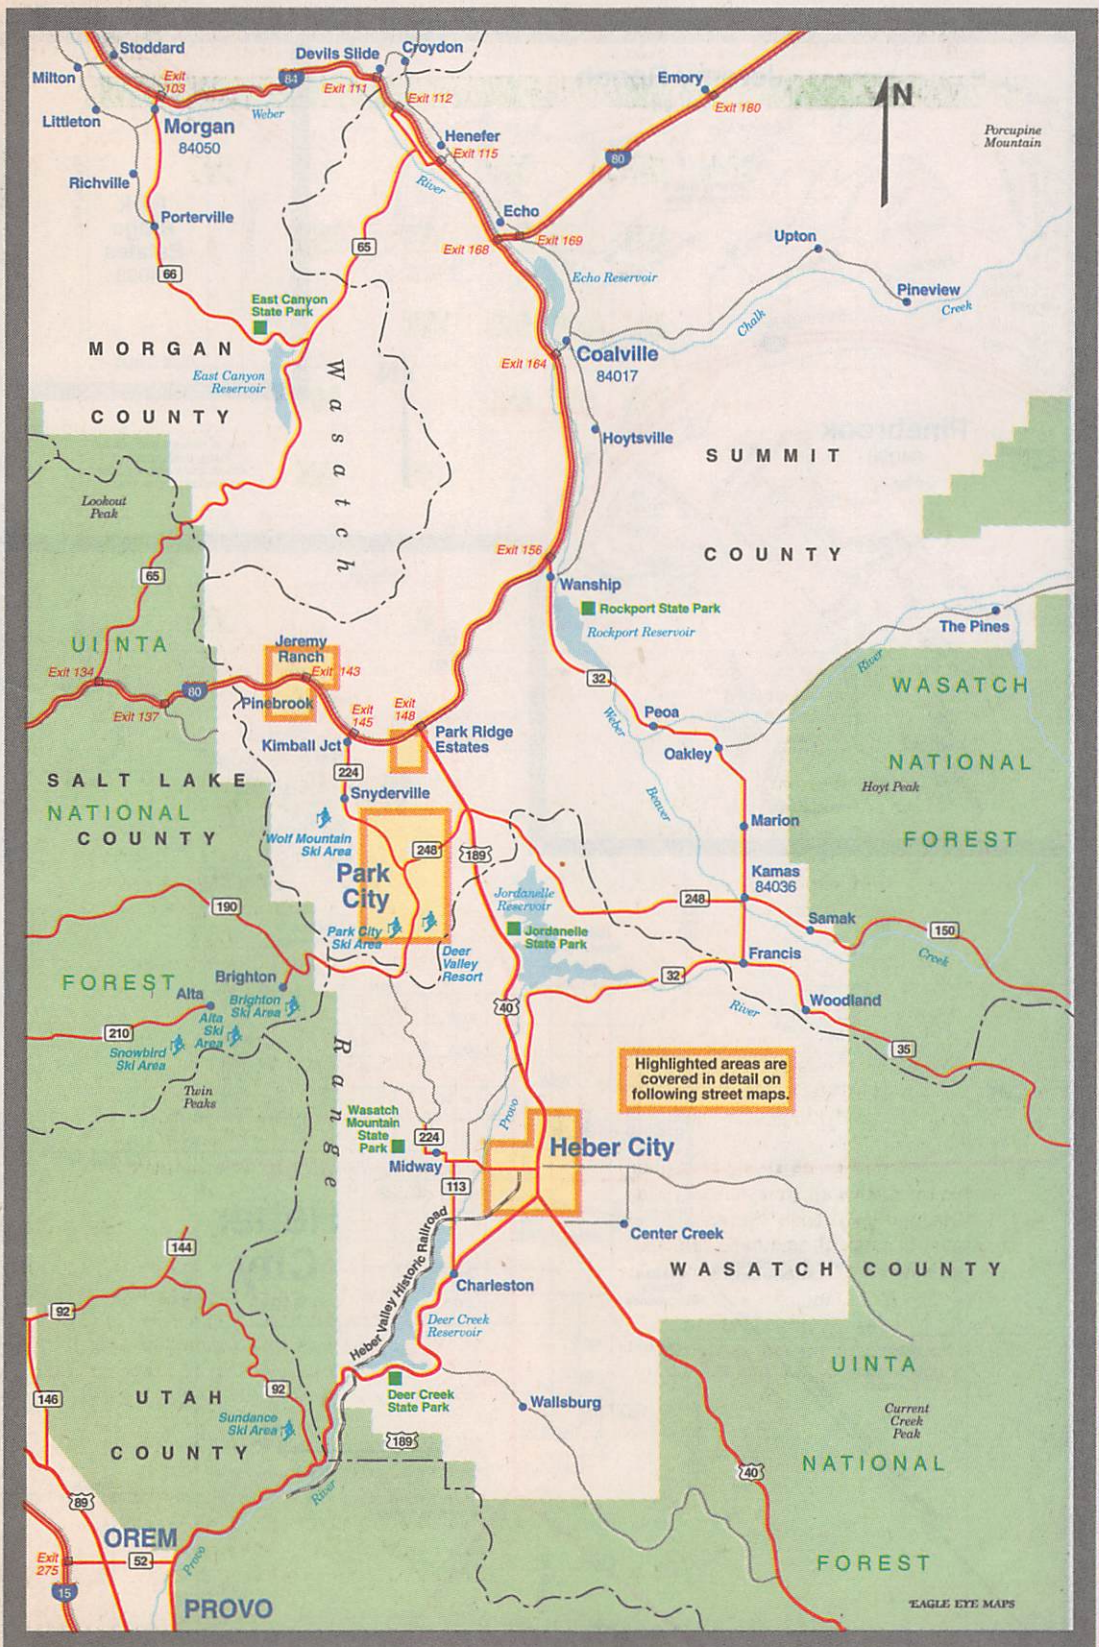 Stoddard
Devils Slide
Croydon
Milton
Exit
103
84
Exit 111
Exit 112
Emory
Exit 180
N
Littleton
Morgan
84050
Weber
Henefer
Exit 115
80
Porcupine
Mountain
Richville
River
Porterville
Echo
Exit 168
Exit 169
65
Upton
66
Echo Reservoir
Pineview
East Canyon
State Park
Chalk
Creek
MORGAN
COUNTY
East Canyon
Reservoir
Wasatch
Exit 164
Coalville
84017
Hoytsville
SUMMIT
COUNTY
Lookout
Peak
Exit 156
65
Wanship
Rockport State Park
Rockport Reservoir
The Pines
UINTA
Jeremy
Ranch
Exit 143
Exit 134
80
Pinebrook
Exit 137
Exit
145
Exit
148
32
River
WASATCH
Weber
Peoa
Kimball Jct
Park Ridge
Estates
Oakley
NATIONAL
Hoyt Peak
SALT LAKE
NATIONAL
COUNTY
224
Snyderville
Beaver
Wolf Mountain
Ski Area
Marion
FOREST
248
189
Park
City
Kamas
84036
190
Jordanelle
Reservoir
248
Samak
150
Park City
Ski Area
Jordanelle
State Park
Creek
Deer
Valley
Resort
Francis
FOREST
Brighton
32
Alta
Brighton
Ski Area
40
River
Woodland
210
Alta
Ski
Area
Snowbird
Ski Area
35
Range
Highlighted areas are
covered in detail on
following street maps.
Twin
Peaks
Wasatch
Mountain
State
Park
Provo
224
Heber City
Midway
113
Center Creek
144
Heber Valley Historic Railroad
WASATCH COUNTY
Charleston
92
Deer Creek
Reservoir
UINTA
146
UTAH
COUNTY
92
Deer Creek
State Park
Wallsburg
Sundance
Ski Area
Current
Creek
Peak
189
NATIONAL
40
89
River
OREM
Exit
275
52
Provo
FOREST
15
PROVO
EAGLE EYE MAPS